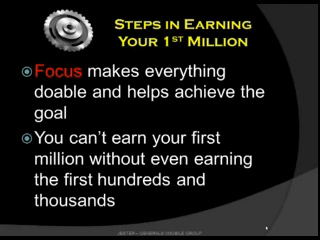 Steps in Earning
Your 1st Million
Focus makes everything
doable and helps achieve the
goal
You can't earn your first
million without even earning
the first hundreds and
thousands